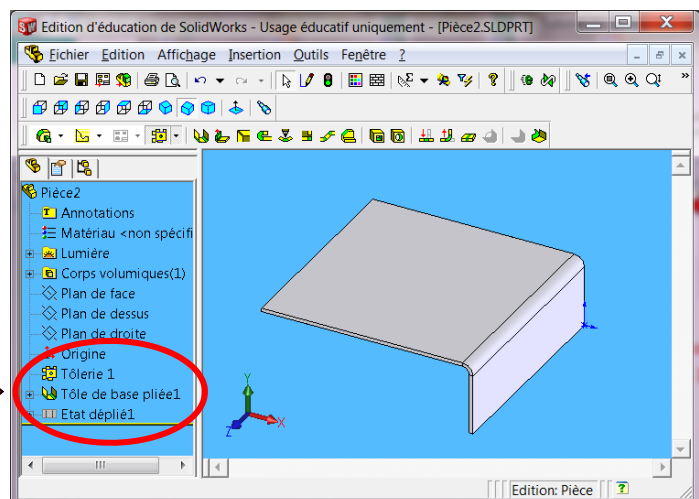 Edition d'éducation de SolidWorks - Usage éducatif uniquement - [Pièce2.SLDPRT]
Eichier Edition Affichage Insertion Outils Fenêtre ?
Pièce2
Annotations
Matériau <non spécifi
Lumière
Corps volumiques(1)
Plan de face
Plan de dessus
Plan de droite
Origine
Tôlerie 1
Tôle de base pliée1
Etat déplié1
Y
X
Z
Edition: Pièce